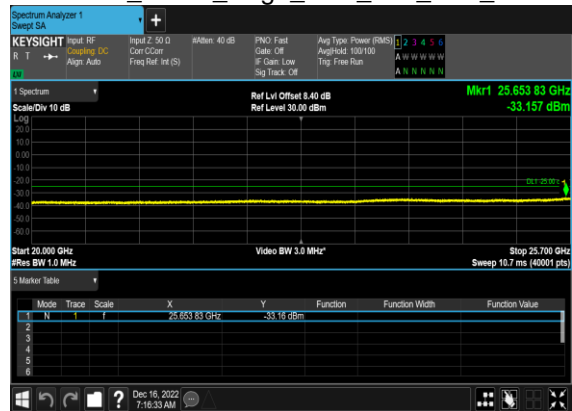 Spectrum Analyzer 1
Swept SA
+
KEYSIGHT Input: RF Input Z: 50 Ω #Atten: 40 dB PNO: Fast Avg Type: Power (RMS) 1 2 3 4 5 6
R T Coupling: DC Corr CCorr Gate: Off Avg|Hold: 100/100 A W W W W W
Align: Auto Freq Ref: Int (S) IF Gain: Low Trig: Free Run
Sig Track: Off A N N N N N
1 Spectrum Ref Lvl Offset 8.40 dB Mkr1 25.653 83 GHz
Scale/Div 10 dB Ref Level 30.00 dBm -33.157 dBm
Log
20.0
10.0
0.00
-10.0
-20.0
-30.0
-40.0
-50.0
-60.0
Start 20.000 GHz Video BW 3.0 MHz* Stop 25.700 GHz
#Res BW 1.0 MHz Sweep 10.7 ms (40001 pts)
5 Marker Table
Mode Trace Scale X Y Function Function Width Function Value
1 N 1 f 25.653 83 GHz -33.16 dBm
2
3
4
5
6
? Dec 16, 2022
7:16:33 AM